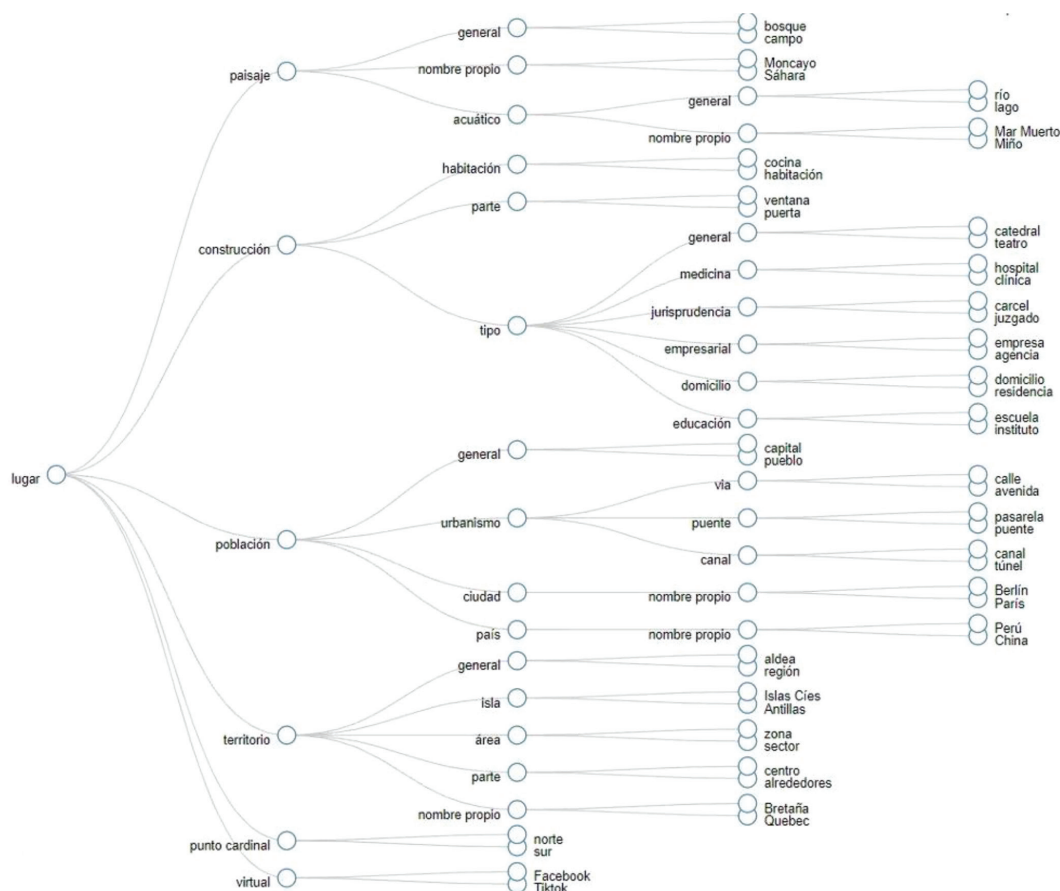 general
bosque
campo
nombre propio
Moncayo
Sáhara
paisaje
acuático
general
río
lago
nombre propio
Mar Muerto
Miño
habitación
cocina
habitación
parte
ventana
puerta
construcción
tipo
general
catedral
teatro
medicina
hospital
clínica
jurisprudencia
carcel
juzgado
empresarial
empresa
agencia
domicilio
domicilio
residencia
educación
escuela
instituto
lugar
general
capital
pueblo
población
urbanismo
via
calle
avenida
puente
pasarela
puente
canal
canal
túnel
ciudad
nombre propio
Berlín
París
país
nombre propio
Perú
China
general
aldea
región
isla
Islas Cíes
Antillas
territorio
área
zona
sector
parte
centro
alrededores
nombre propio
Bretaña
Quebec
punto cardinal
norte
sur
virtual
Facebook
Tiktok